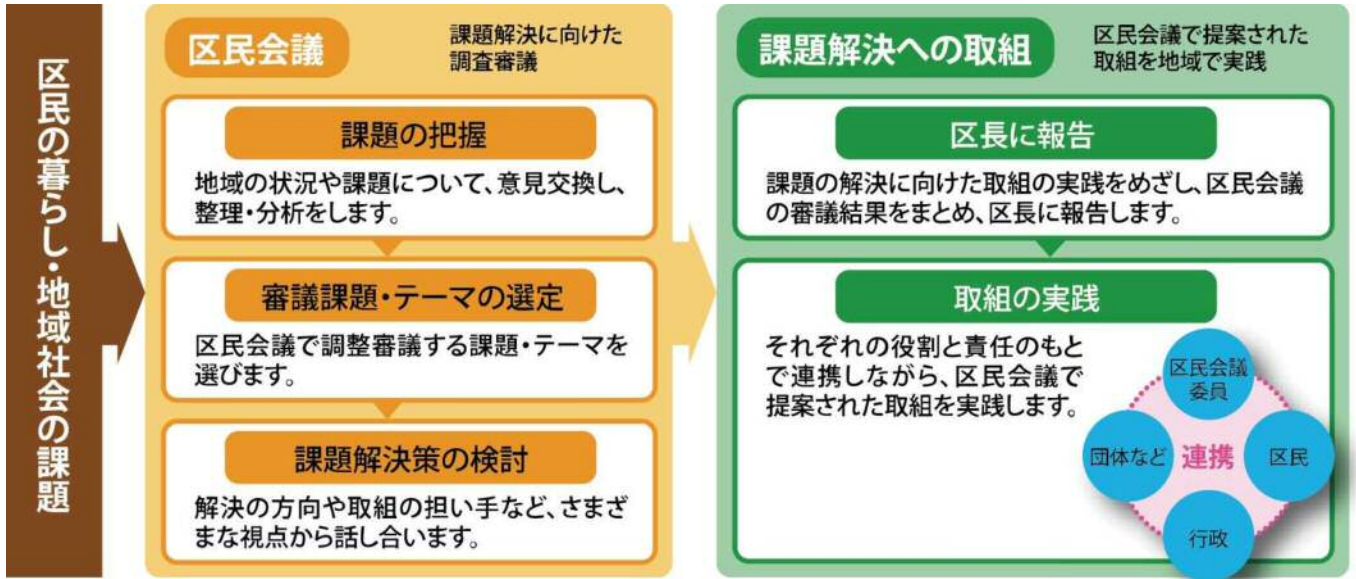 区民の暮らし・地域社会の課題
区民会議
課題解決に向けた
調査審議
課題の把握
地域の状況や課題について、意見交換し、
整理・分析をします。
審議課題・テーマの選定
区民会議で調整審議する課題・テーマを
選びます。
課題解決策の検討
解決の方向や取組の担い手など、さまざ
まな視点から話し合います。
課題解決への取組
区民会議で提案された
取組を地域で実践
区長に報告
課題の解決に向けた取組の実践をめざし、区民会議
の審議結果をまとめ、区長に報告します。
取組の実践
それぞれの役割と責任のもと
で連携しながら、区民会議で
提案された取組を実践します。
区民会議
委員
団体など
連携
区民
行政